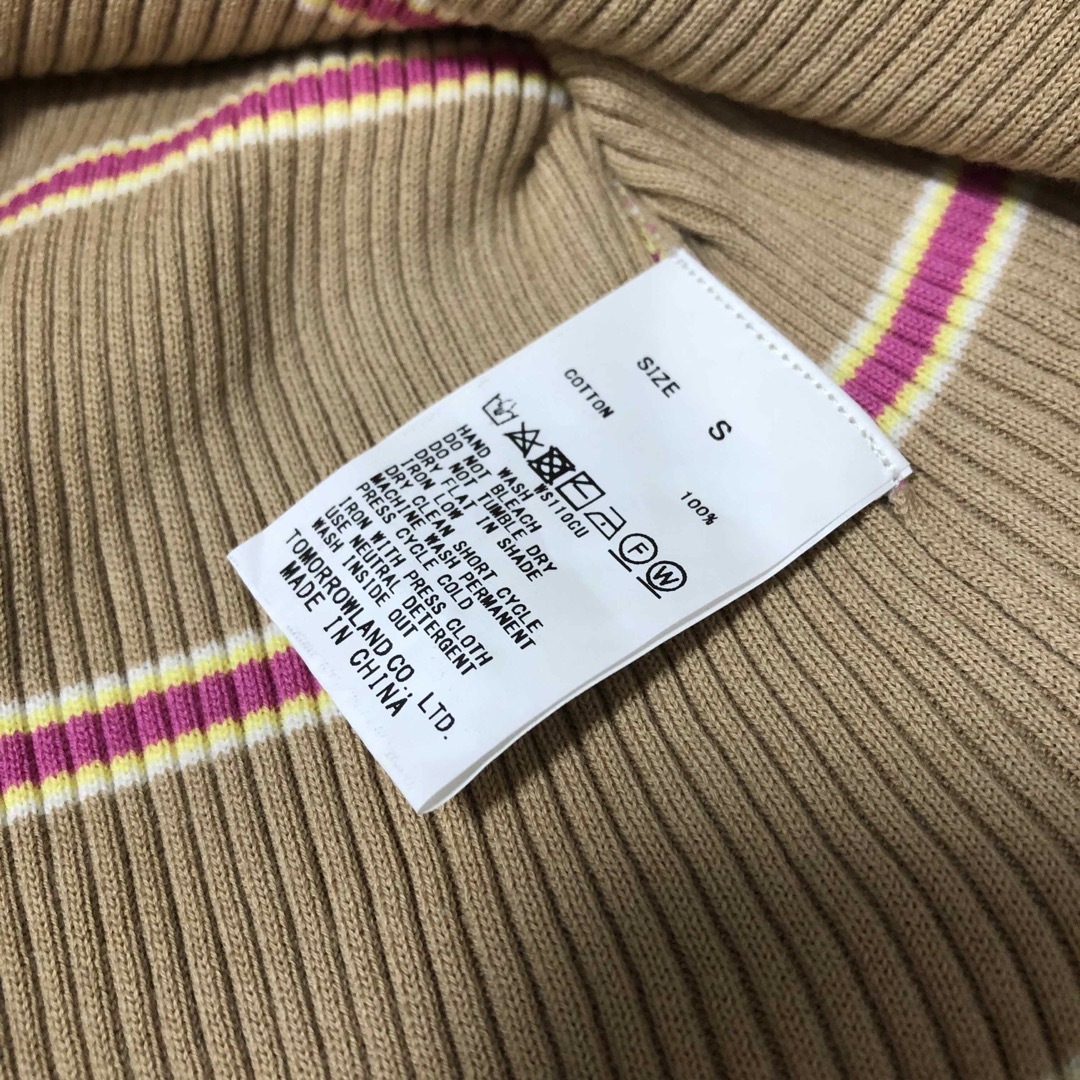 SIZE S
COTTON 100%
F W
WS110CU
HAND WASH
DO NOT BLEACH
DO NOT TUMBLE DRY
DRY FLAT IN SHADE
IRON LOW
DRY CLEAN SHORT CYCLE
MACHINE WASH PERMANENT
PRESS CYCLE COLD
IRON WITH PRESS CLOTH
USE NEUTRAL DETERGENT
WASH INSIDE OUT
TOMORROWLAND CO., LTD.
MADE IN CHINA